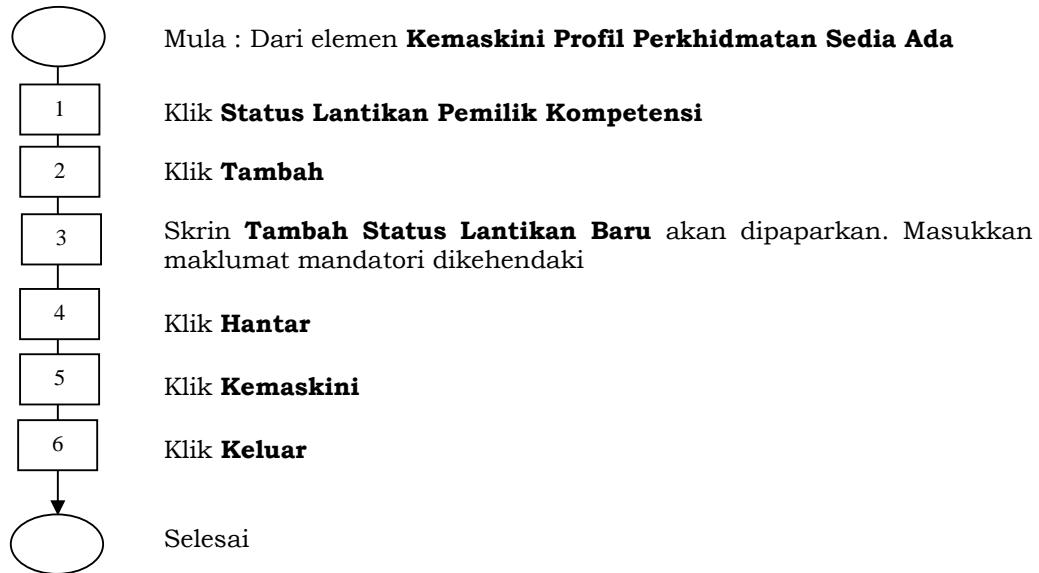 Mula : Dari elemen Kemaskini Profil Perkhidmatan Sedia Ada
1
Klik Status Lantikan Pemilik Kompetensi
2
Klik Tambah
3
Skrin Tambah Status Lantikan Baru akan dipaparkan. Masukkan
maklumat mandatori dikehendaki
4
Klik Hantar
5
Klik Kemaskini
6
Klik Keluar
Selesai